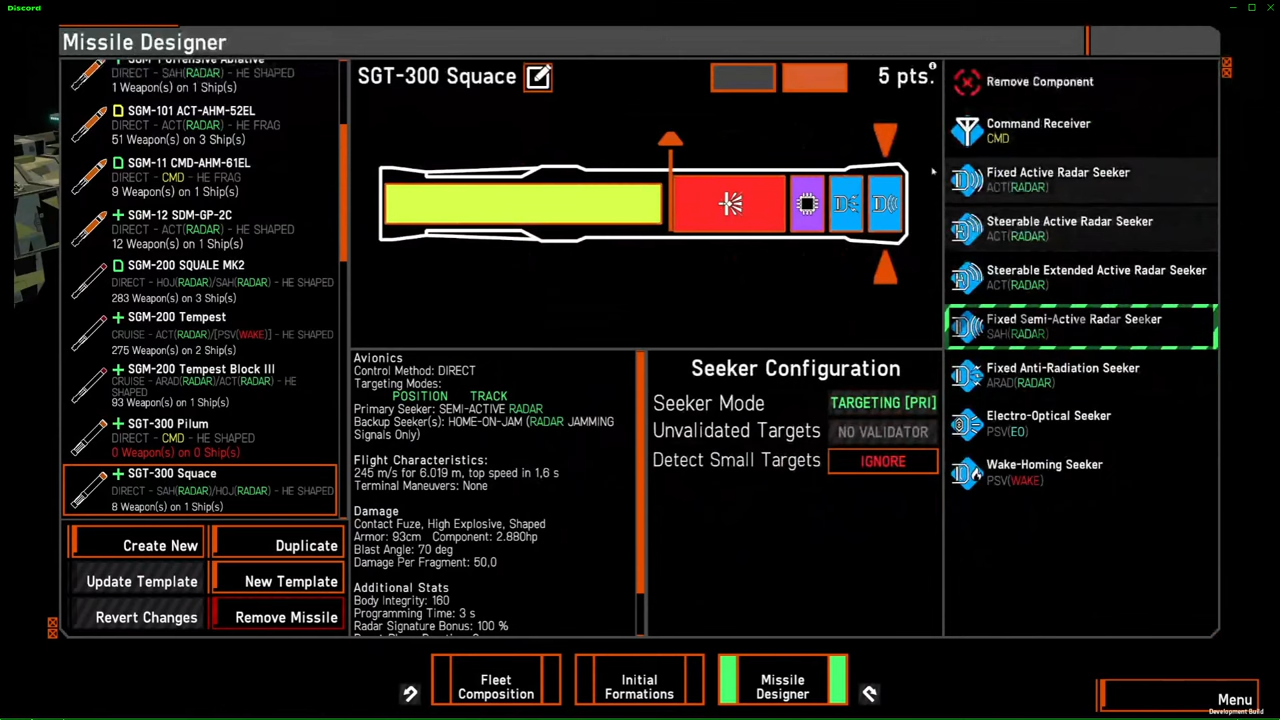 Discord
Missile Designer
SGM-1 Offensive Ablative
DIRECT - SAH(RADAR) - HE SHAPED
1 Weapon(s) on 1 Ship(s)
SGM-101 ACT-AHM-52EL
DIRECT - ACT(RADAR) - HE FRAG
51 Weapon(s) on 3 Ship(s)
SGM-11 CMD-AHM-61EL
DIRECT - CMD - HE FRAG
9 Weapon(s) on 1 Ship(s)
SGM-12 SDM-GP-2C
DIRECT - ACT(RADAR) - HE SHAPED
12 Weapon(s) on 1 Ship(s)
SGM-200 SQUALE MK2
DIRECT - HOJ(RADAR)/SAH(RADAR) - HE SHAPED
283 Weapon(s) on 3 Ship(s)
SGM-200 Tempest
CRUISE - ACT(RADAR)/[PSV(WAKE)] - HE SHAPED
275 Weapon(s) on 2 Ship(s)
SGM-200 Tempest Block III
CRUISE - ARAD(RADAR)/ACT(RADAR) - HE
SHAPED
93 Weapon(s) on 1 Ship(s)
SGT-300 Pilum
DIRECT - CMD - HE SHAPED
0 Weapon(s) on 0 Ship(s)
SGT-300 Squace
DIRECT - SAH(RADAR)/HOJ(RADAR) - HE SHAPED
8 Weapon(s) on 1 Ship(s)
Create New
Duplicate
Update Template
New Template
Revert Changes
Remove Missile
SGT-300 Squace
5 pts.
Avionics
Control Method: DIRECT
Targeting Modes:
POSITION TRACK
Primary Seeker: SEMI-ACTIVE RADAR
Backup Seeker(s): HOME-ON-JAM (RADAR JAMMING
Signals Only)
Flight Characteristics:
245 m/s for 6.019 m, top speed in 1,6 s
Terminal Maneuvers: None
Damage
Contact Fuze, High Explosive, Shaped
Armor: 93cm Component: 2.880hp
Blast Angle: 70 deg
Damage Per Fragment: 50,0
Additional Stats
Body Integrity: 160
Programming Time: 3 s
Radar Signature Bonus: 100 %
Seeker Configuration
Seeker Mode TARGETING [PRI]
Unvalidated Targets NO VALIDATOR
Detect Small Targets IGNORE
Remove Component
Command Receiver
CMD
Fixed Active Radar Seeker
ACT(RADAR)
Steerable Active Radar Seeker
ACT(RADAR)
Steerable Extended Active Radar Seeker
ACT(RADAR)
Fixed Semi-Active Radar Seeker
SAH(RADAR)
Fixed Anti-Radiation Seeker
ARAD(RADAR)
Electro-Optical Seeker
PSV(EO)
Wake-Homing Seeker
PSV(WAKE)
Fleet
Composition
Initial
Formations
Missile
Designer
Menu
Development Build